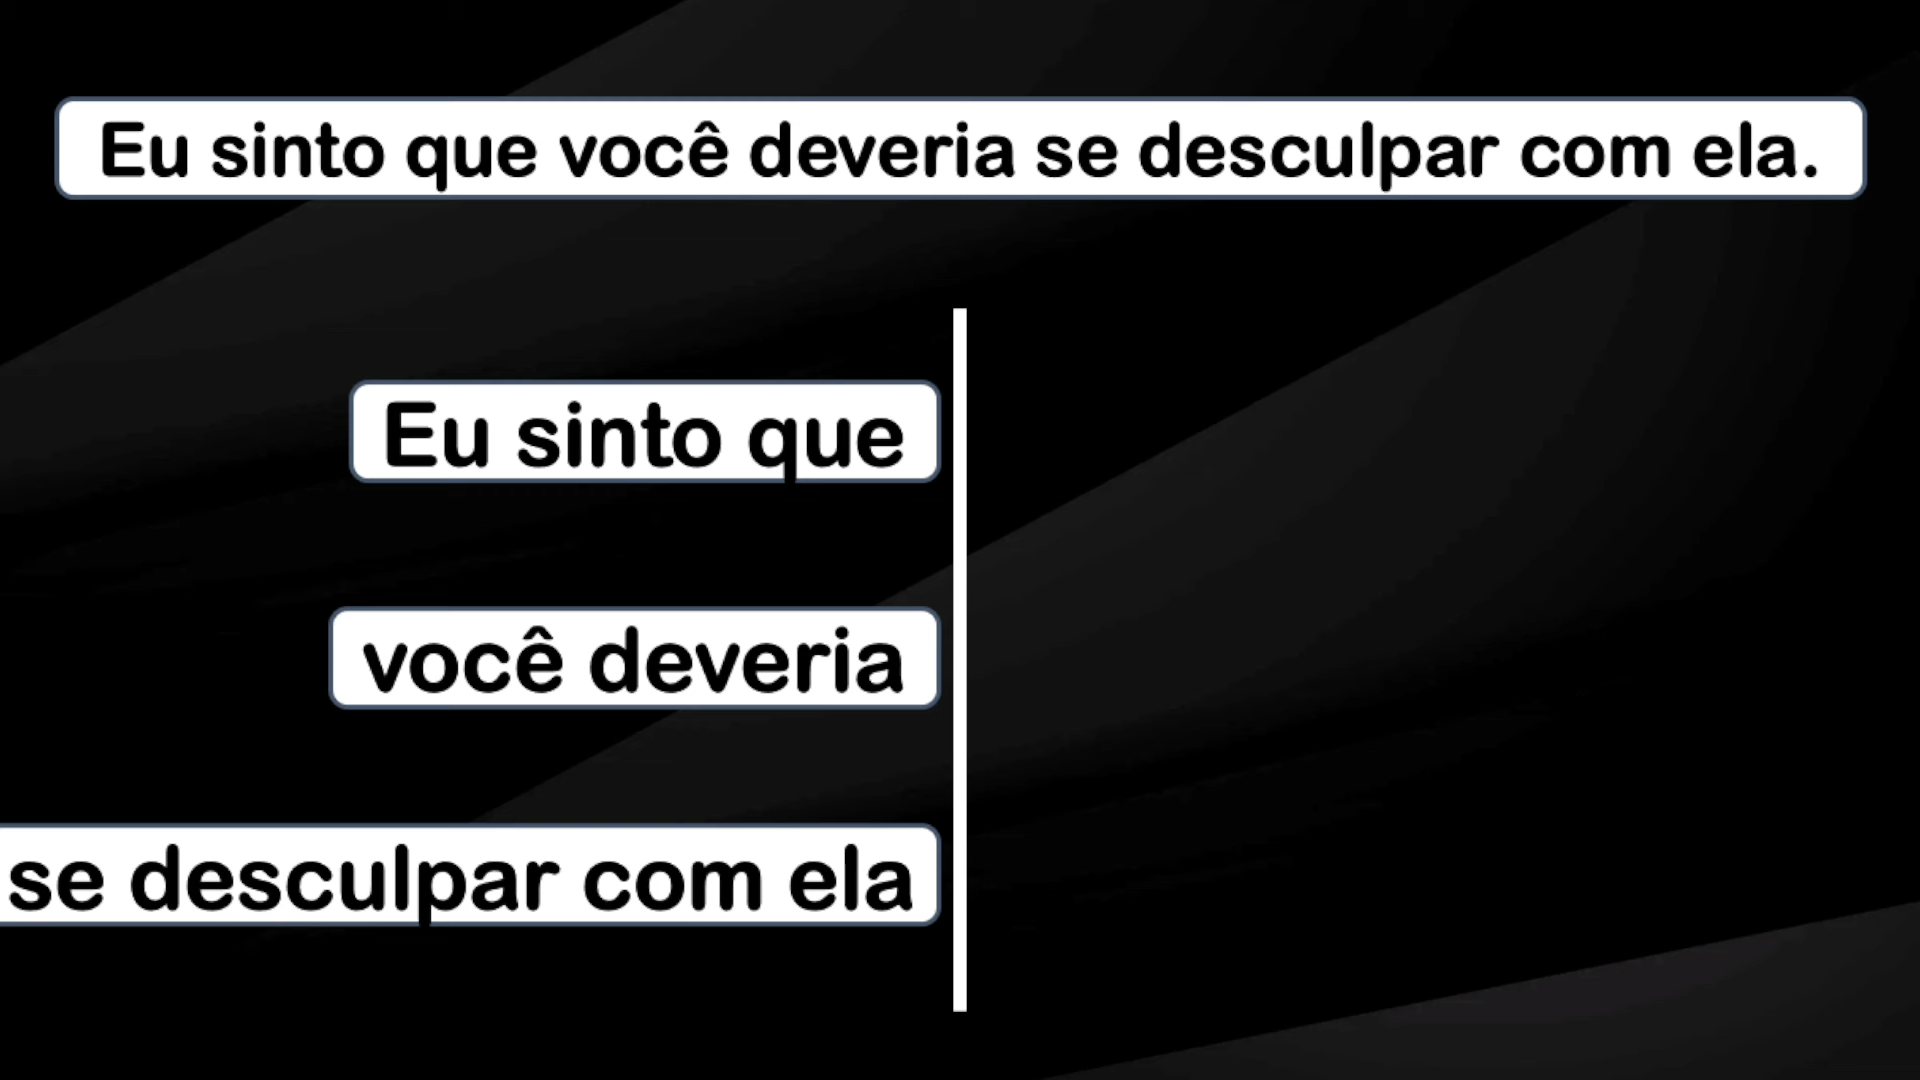 Eu sinto que você deveria se desculpar com ela.
Eu sinto que
você deveria
se desculpar com ela